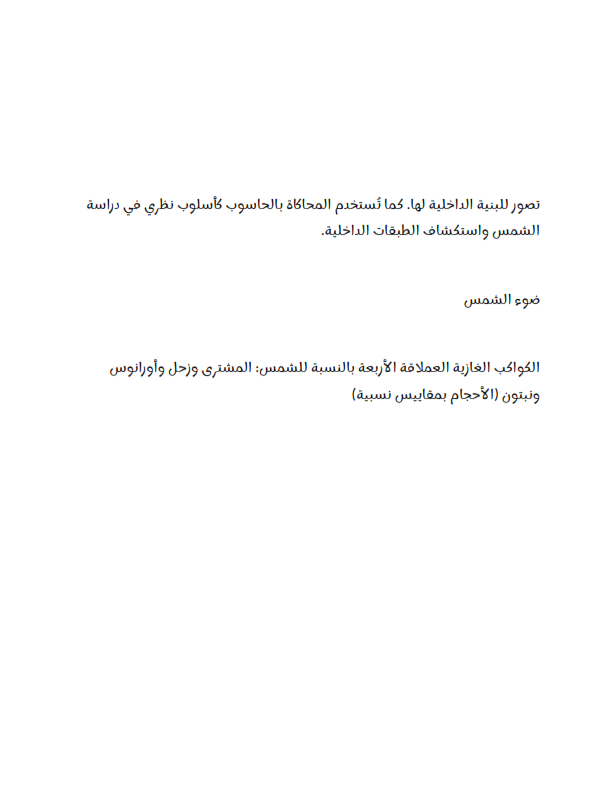 تصور للبنية الداخلية لها. كما تُستخدم المحاكاة بالحاسوب كأسلوب نظري في دراسة
الشمس واستكشاف الطبقات الداخلية.
ضوء الشمس
الكواكب الغازية العملاقة الأربعة بالنسبة للشمس: المشترى وزحل وأورانوس
ونبتون (الأحجام بمقاييس نسبية)